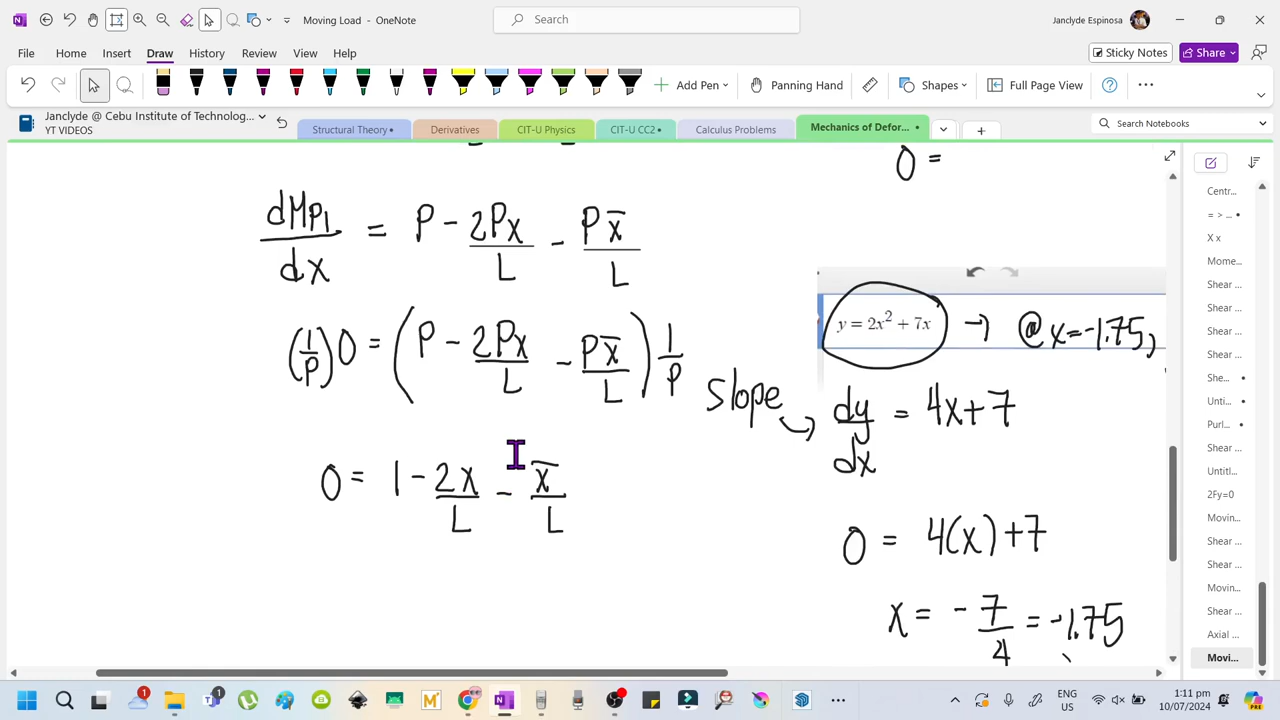 Moving Load - OneNote
Search
Janclyde Espinosa
File Home Insert Draw History Review View Help
Sticky Notes
Share
Add Pen
Panning Hand
Shapes
Full Page View
Janclyde @ Cebu Institute of Technolog...
YT VIDEOS
Structural Theory
Derivatives
CIT-U Physics
CIT-U CC2
Calculus Problems
Mechanics of Defor...
Search Notebooks
0 =
dMP1/dx = P - 2Px/L - Px̄/L
(1/P) 0 = (P - 2Px/L - Px̄/L) 1/P
0 = 1 - 2x/L - x̄/L
y = 2x² + 7x → @ x = -1.75,
Slope
dy/dx = 4x + 7
0 = 4(x) + 7
x = - 7/4 = -1.75
Centr...
= > ...
X x
Mome...
Shear ...
Shear ...
Shear ...
Shear ...
She...
Unti...
Purl...
Shear ...
Untitl...
2Fy=0
Movin...
Shear ...
Shear ...
Movin...
Shear ...
Axial ...
Movi...
1
1
ENG
US
1:11 pm
10/07/2024